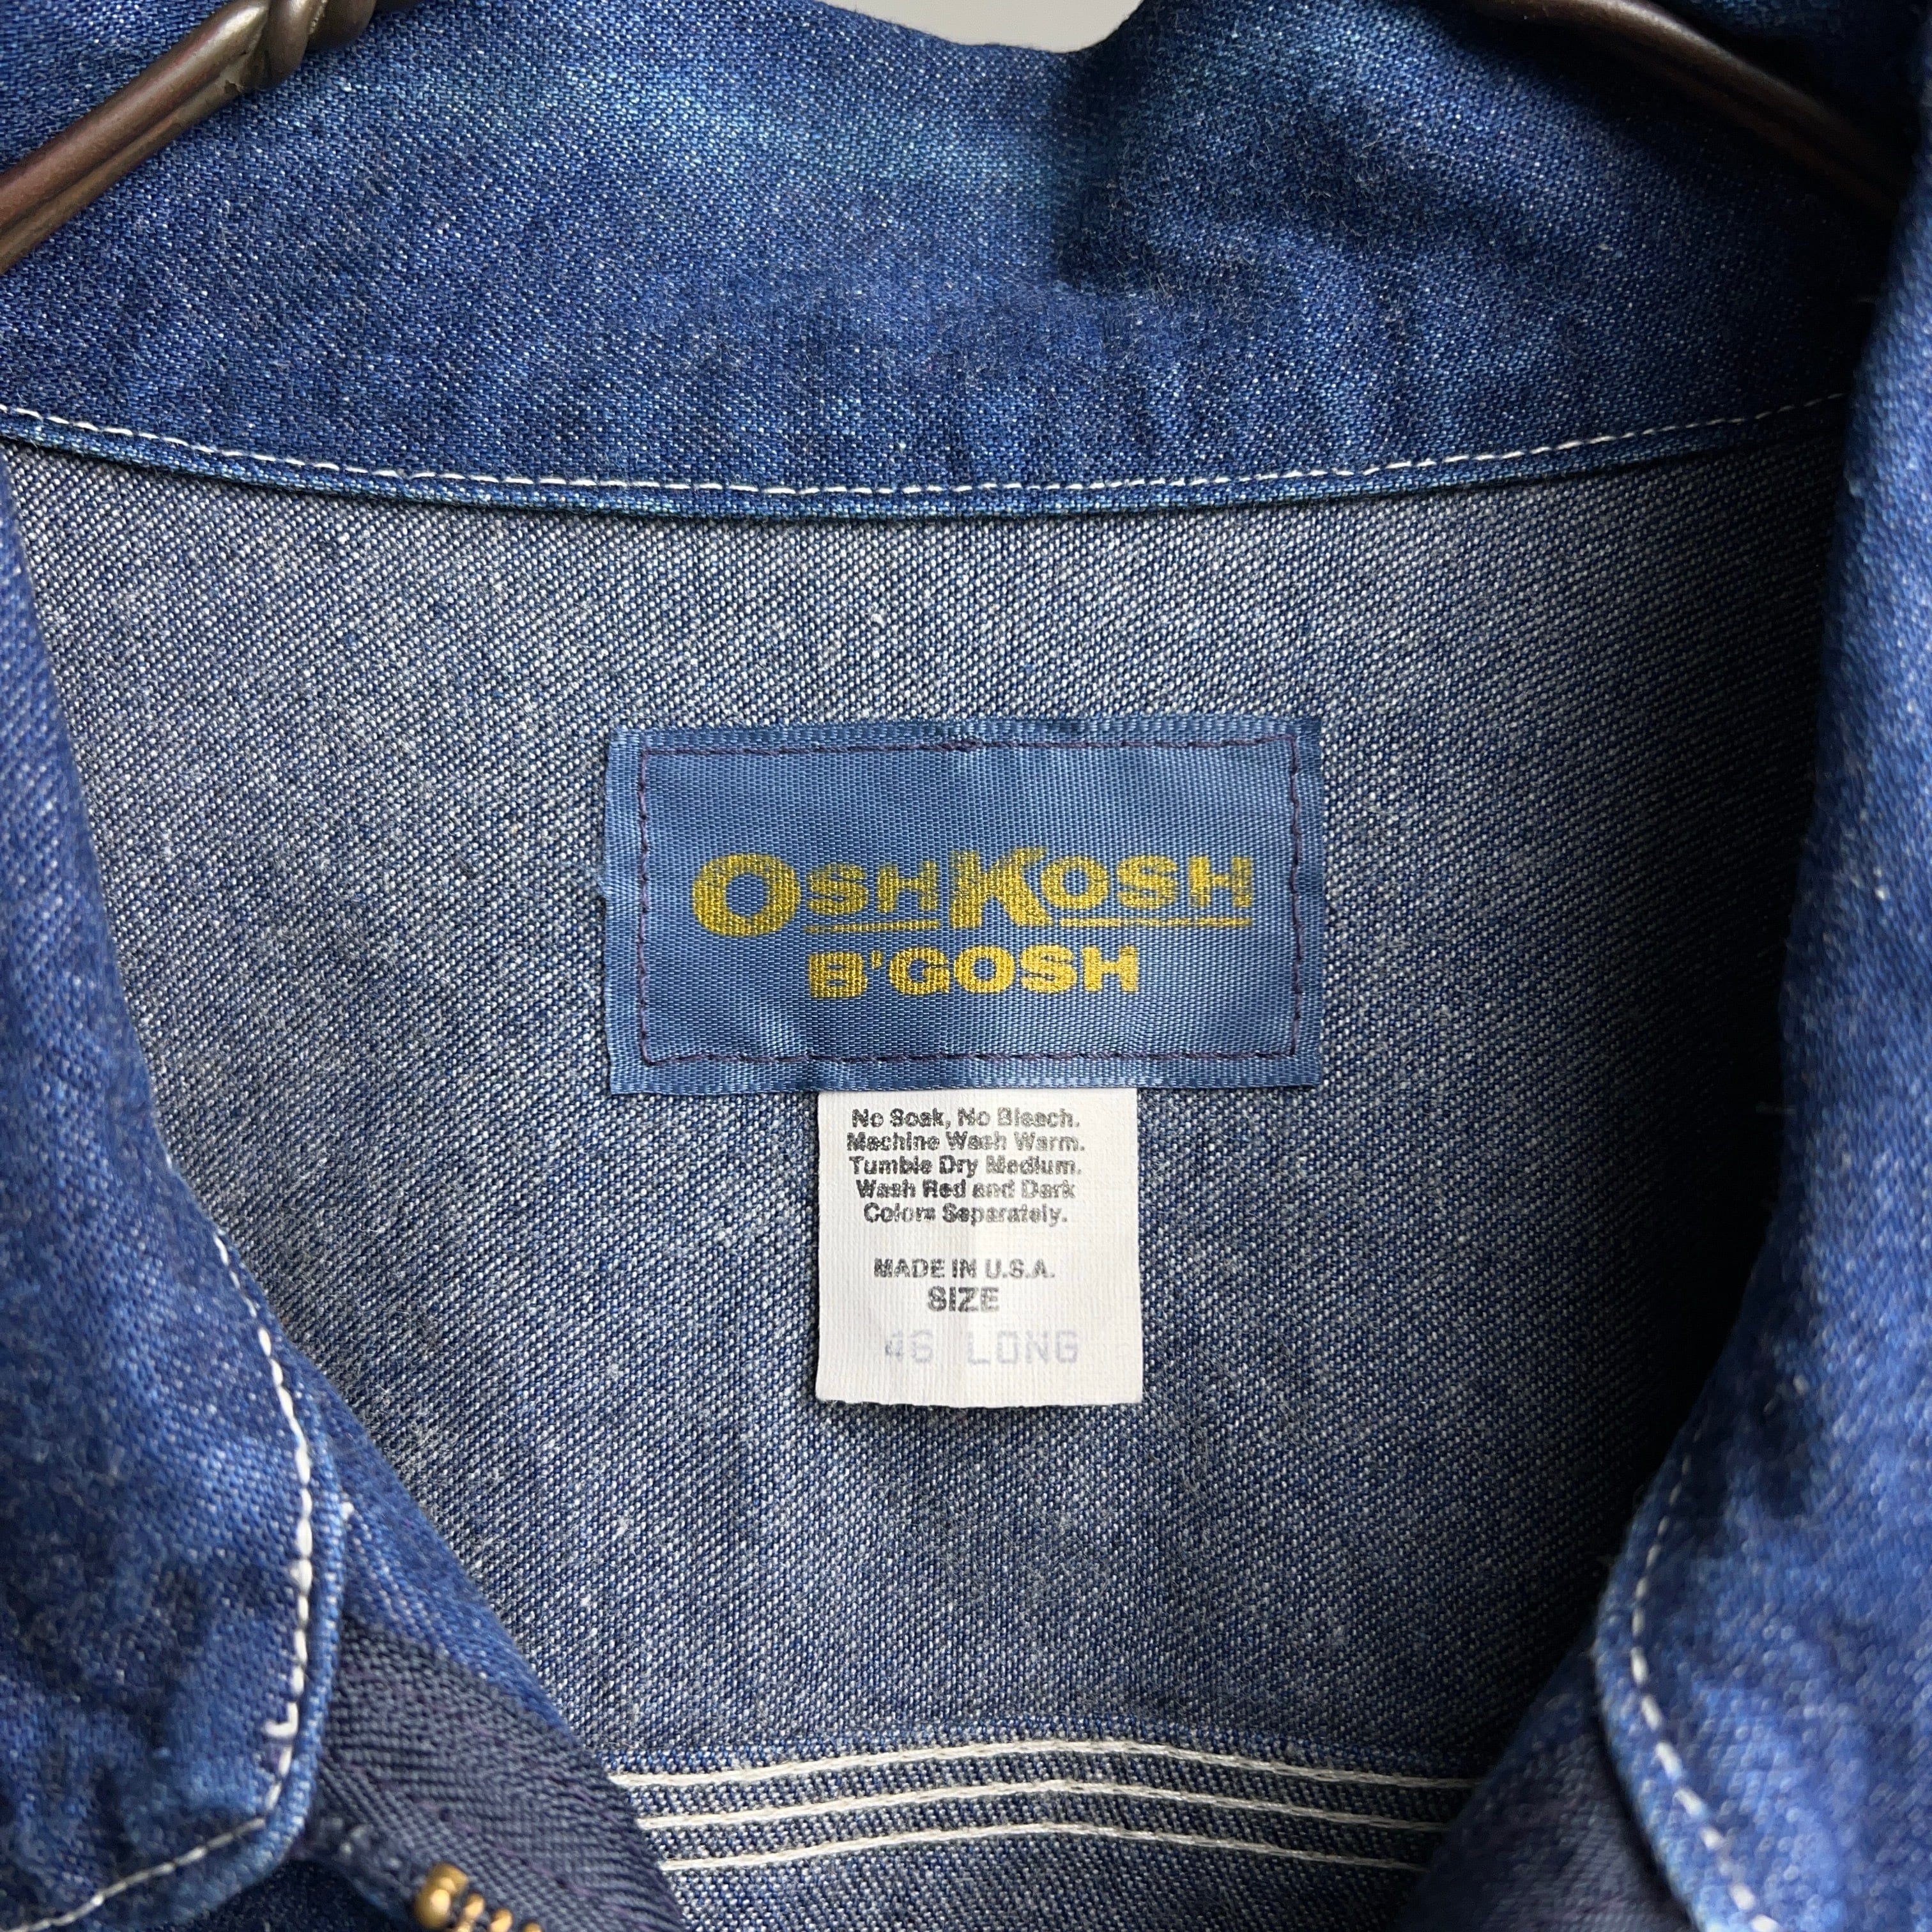 OSHKOSH
B'GOSH
No Soak, No Bleach.
Machine Wash Warm.
Tumble Dry Medium.
Wash Red and Dark
Colors Separately.
MADE IN U.S.A.
SIZE
46 LONG